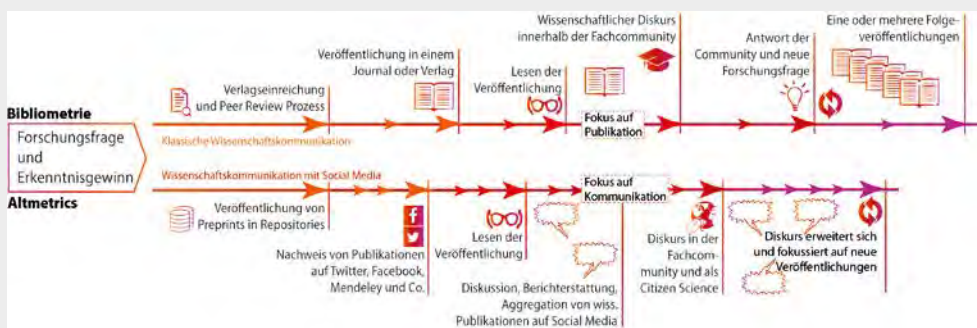 Wissenschaftlicher Diskurs
innerhalb der Fachcommunity
Eine oder mehrere Folge-
veröffentlichungen
Veröffentlichung in einem
Journal oder Verlag
Antwort der
Community und neue
Forschungsfrage
Lesen der
Veröffentlichung
Verlagseinreichung
und Peer Review Prozess
Bibliometrie
Fokus auf
Publikation
Klassische Wissenschaftskommunikation
Forschungsfrage
und
Erkenntnisgewinn
Wissenschaftskommunikation mit Social Media
Fokus auf
Kommunikation
Altmetrics
Veröffentlichung von
Preprints in Repositories
Nachweis von Publikationen
auf Twitter, Facebook,
Mendeley und Co.
Lesen der
Veröffentlichung
Diskussion, Berichterstattung,
Aggregation von wiss.
Publikationen auf Social Media
Diskurs in der
Fachcom-
munity und als
Citizen Science
Diskurs erweitert sich
und fokussiert auf neue
Veröffentlichungen